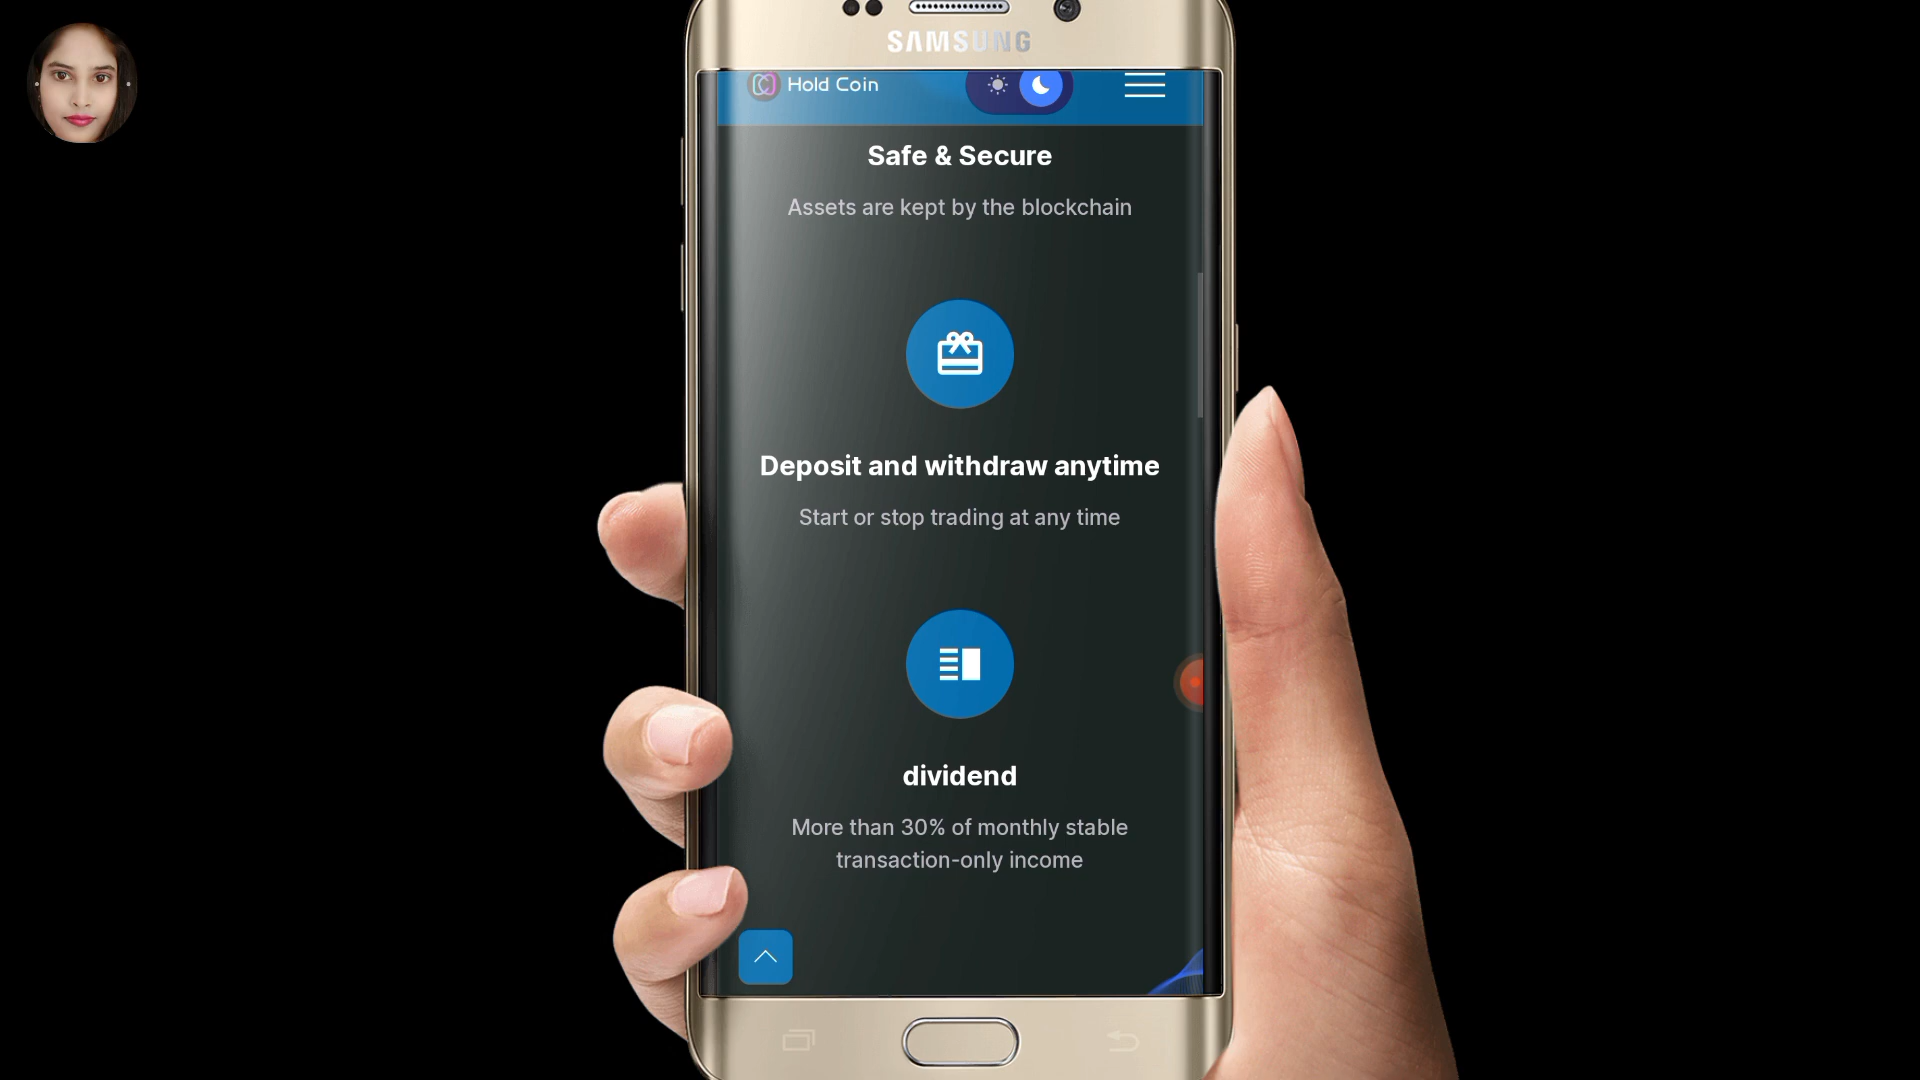 SAMSUNG
Hold Coin
Safe & Secure
Assets are kept by the blockchain
Deposit and withdraw anytime
Start or stop trading at any time
dividend
More than 30% of monthly stable
transaction-only income